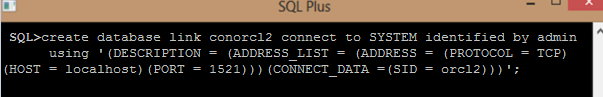 SQL Plus
SQL>create database link conorcl2 connect to SYSTEM identified by admin
using '(DESCRIPTION = (ADDRESS_LIST = (ADDRESS = (PROTOCOL = TCP)
(HOST = localhost)(PORT = 1521)))(CONNECT_DATA =(SID = orcl2)))';